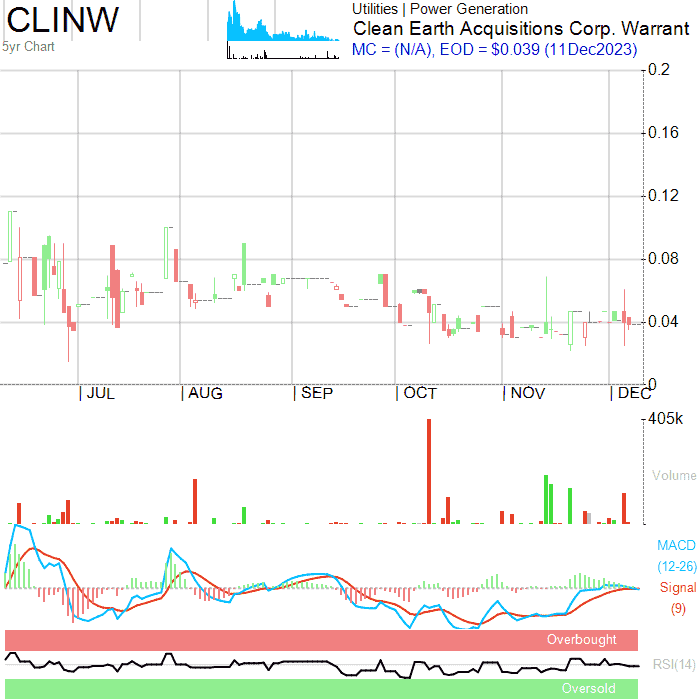 CLINW
5yr Chart
Utilities | Power Generation
Clean Earth Acquisitions Corp. Warrant
MC = (N/A), EOD = $0.039 (11Dec2023)
0.2
0.16
0.12
0.08
0.04
0
JUL
AUG
SEP
OCT
NOV
DEC
405k
Volume
MACD
(12-26)
Signal
(9)
Overbought
RSI(14)
Oversold